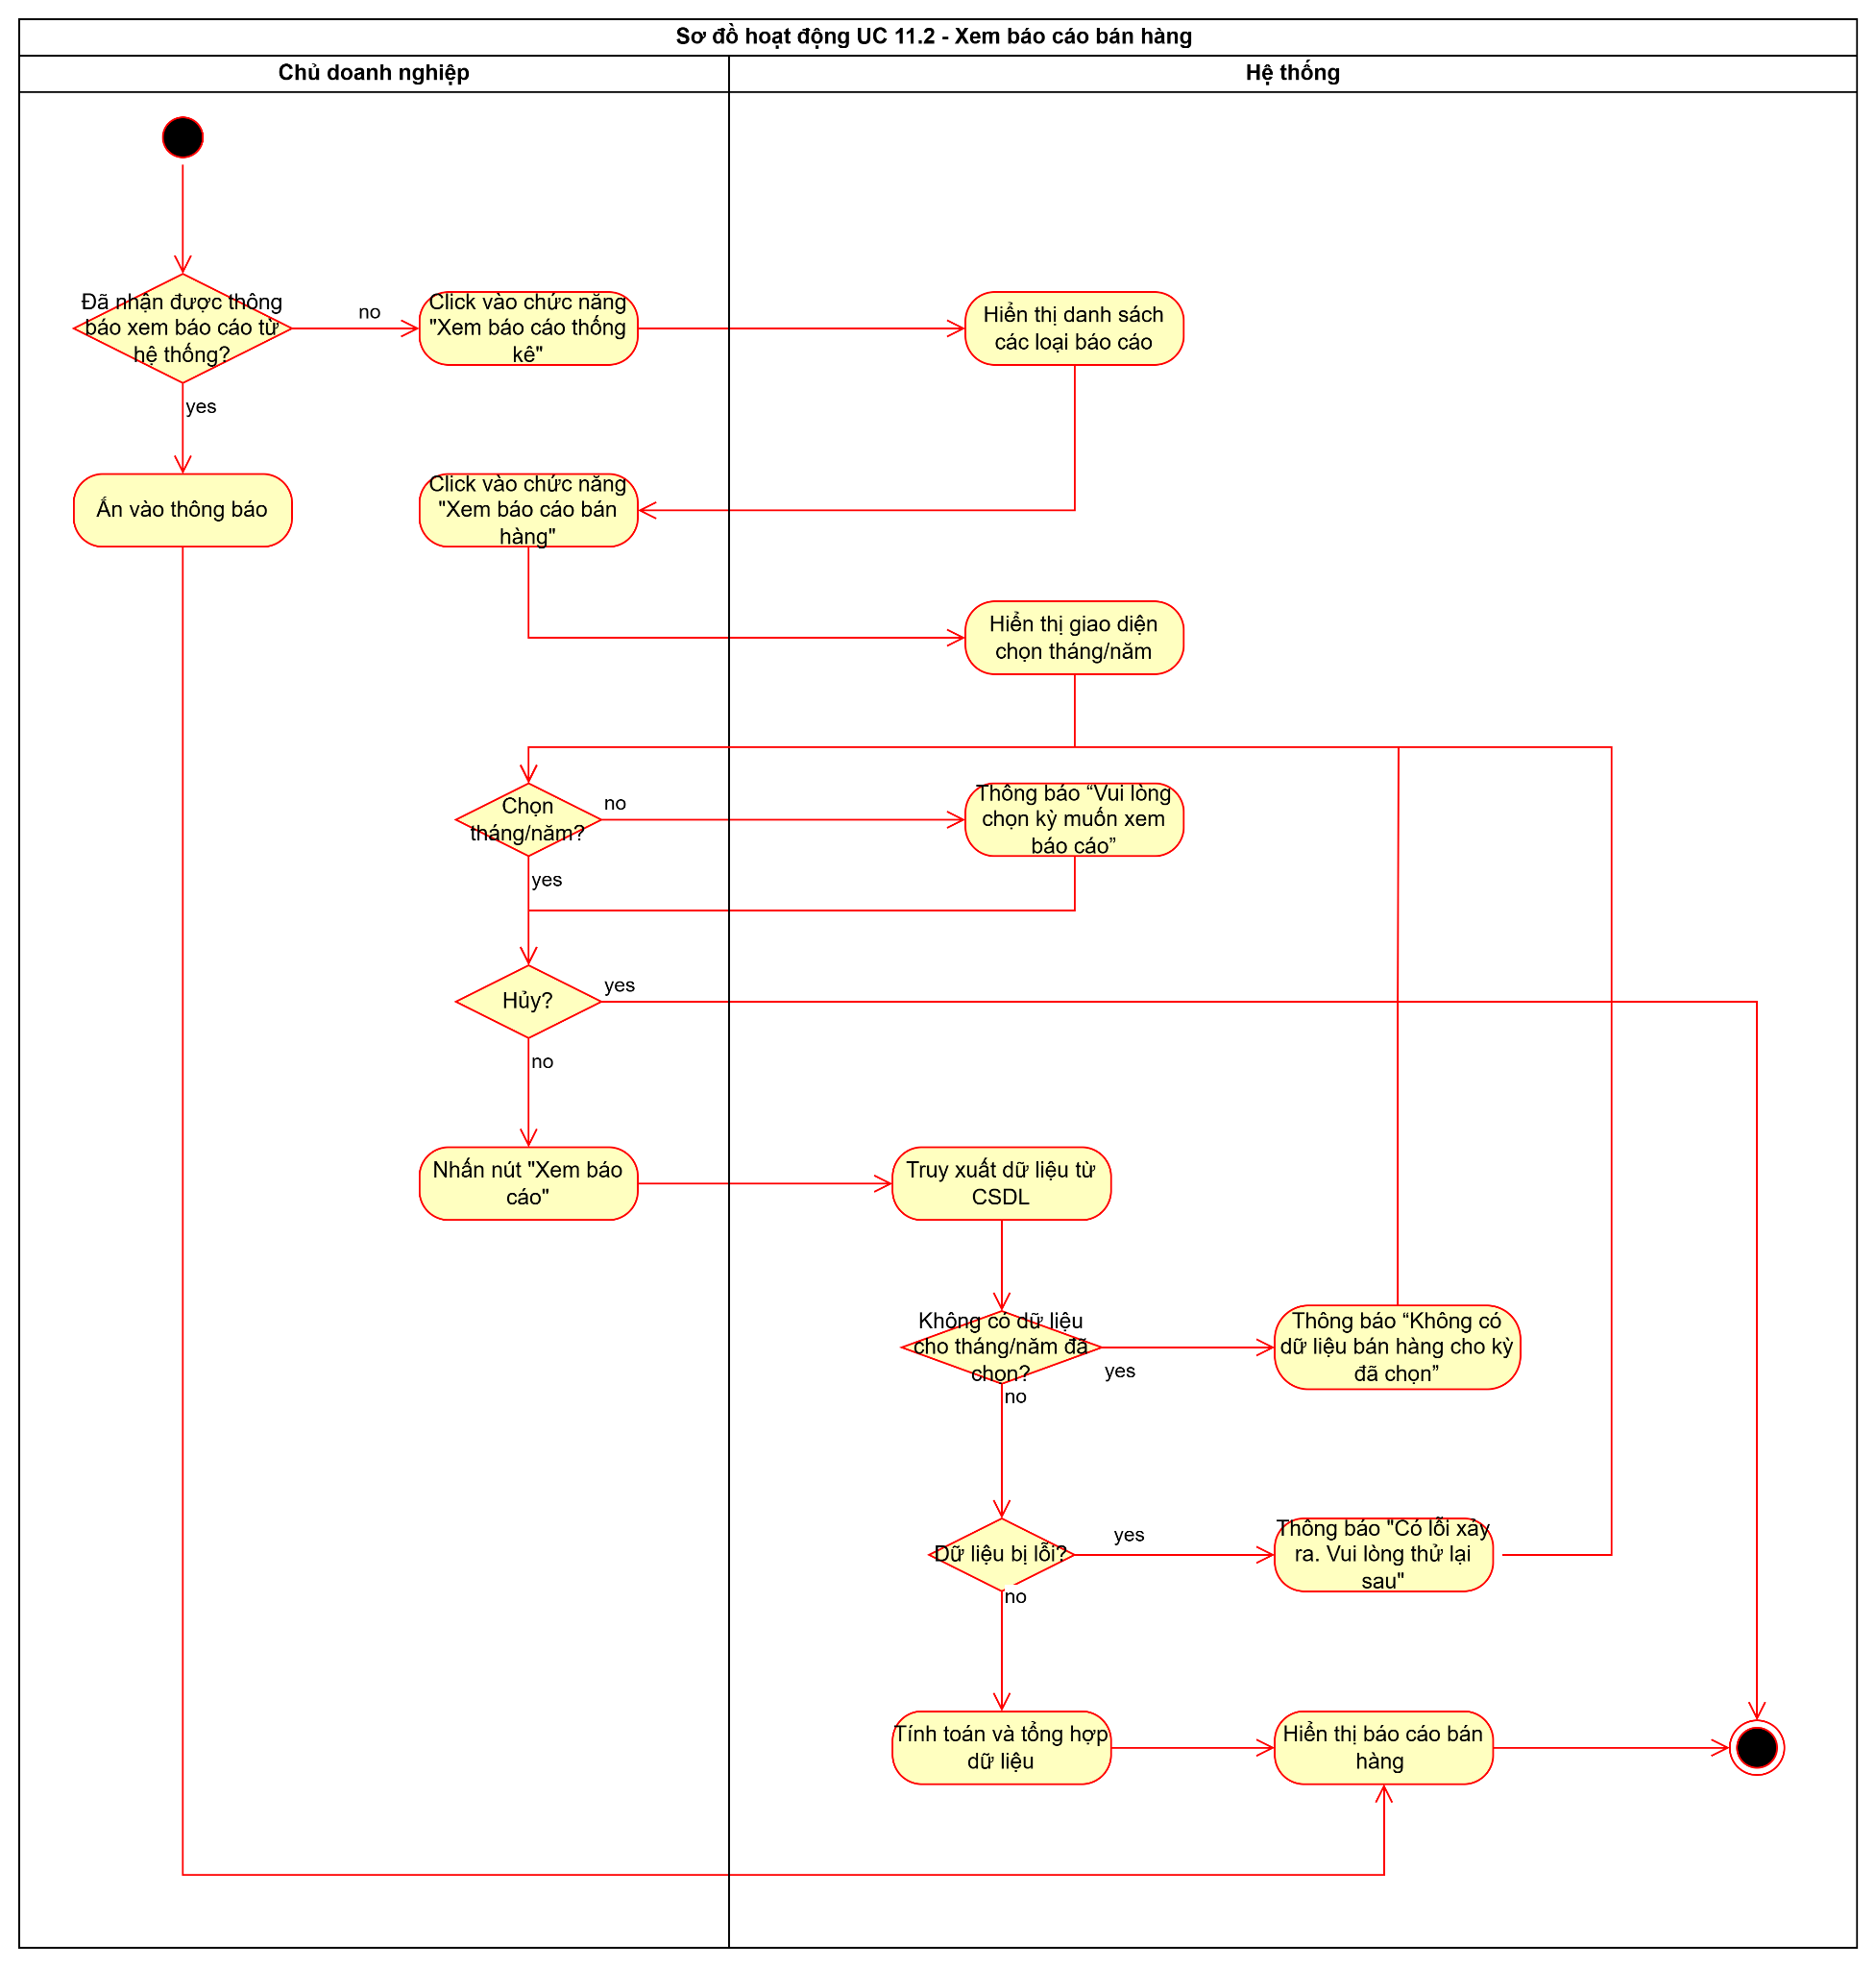 Sơ đồ hoạt động UC 11.2 - Xem báo cáo bán hàng
Chủ doanh nghiệp
Hệ thống
Đã nhận được thông
báo xem báo cáo từ
hệ thống?
no
Click vào chức năng
"Xem báo cáo thống
kê"
Hiển thị danh sách
các loại báo cáo
yes
Ấn vào thông báo
Click vào chức năng
"Xem báo cáo bán
hàng"
Hiển thị giao diện
chọn tháng/năm
Chọn
tháng/năm?
no
Thông báo “Vui lòng
chọn kỳ muốn xem
báo cáo”
yes
Hủy?
yes
no
Nhấn nút "Xem báo
cáo"
Truy xuất dữ liệu từ
CSDL
Không có dữ liệu
cho tháng/năm đã
chọn?
yes
Thông báo “Không có
dữ liệu bán hàng cho kỳ
đã chọn”
no
Dữ liệu bị lỗi?
yes
Thông báo "Có lỗi xảy
ra. Vui lòng thử lại
sau"
no
Tính toán và tổng hợp
dữ liệu
Hiển thị báo cáo bán
hàng